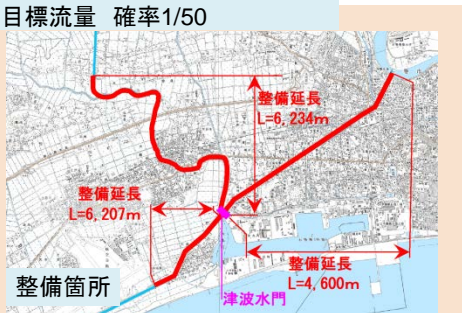 目標流量 確率1/50
整備延長
L=6,234m
整備延長
L=6,207m
整備延長
L=4,600m
整備箇所
津波水門